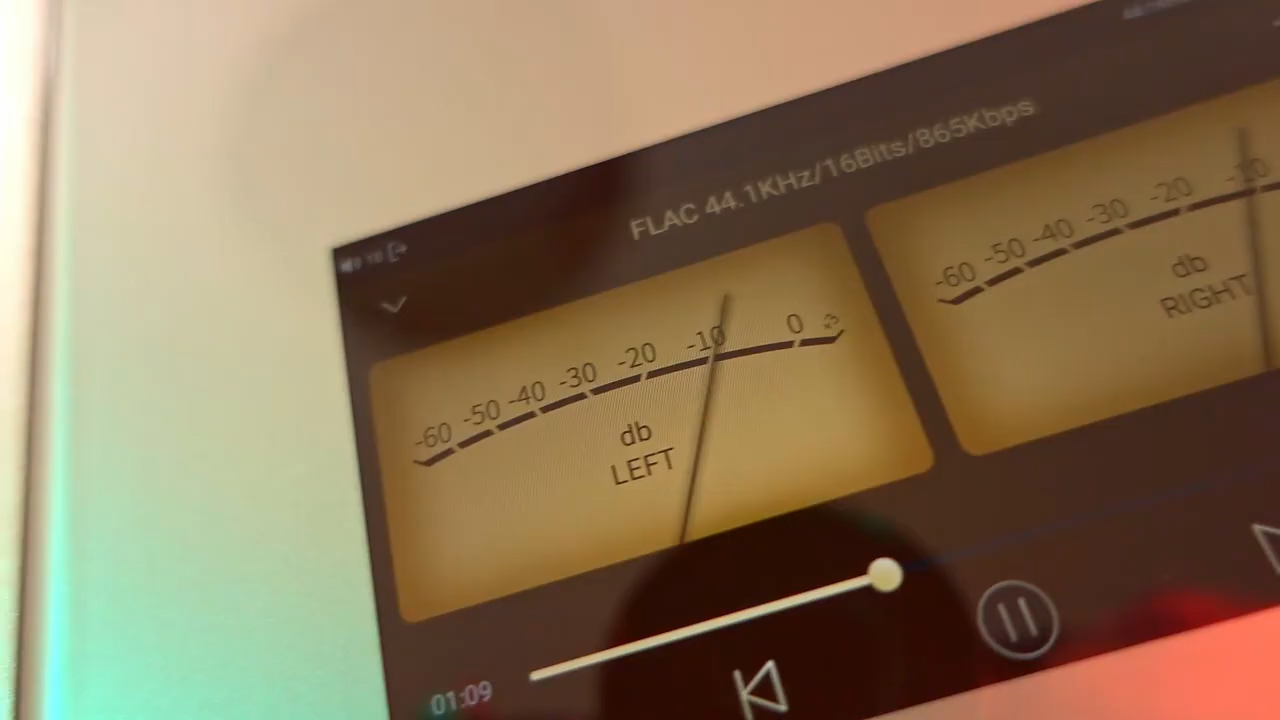 FLAC 44.1KHz/16Bits/865Kbps
-60 -50 -40 -30 -20 -10 0
db
LEFT
-60 -50 -40 -30 -20 -10
db
RIGHT
01:09